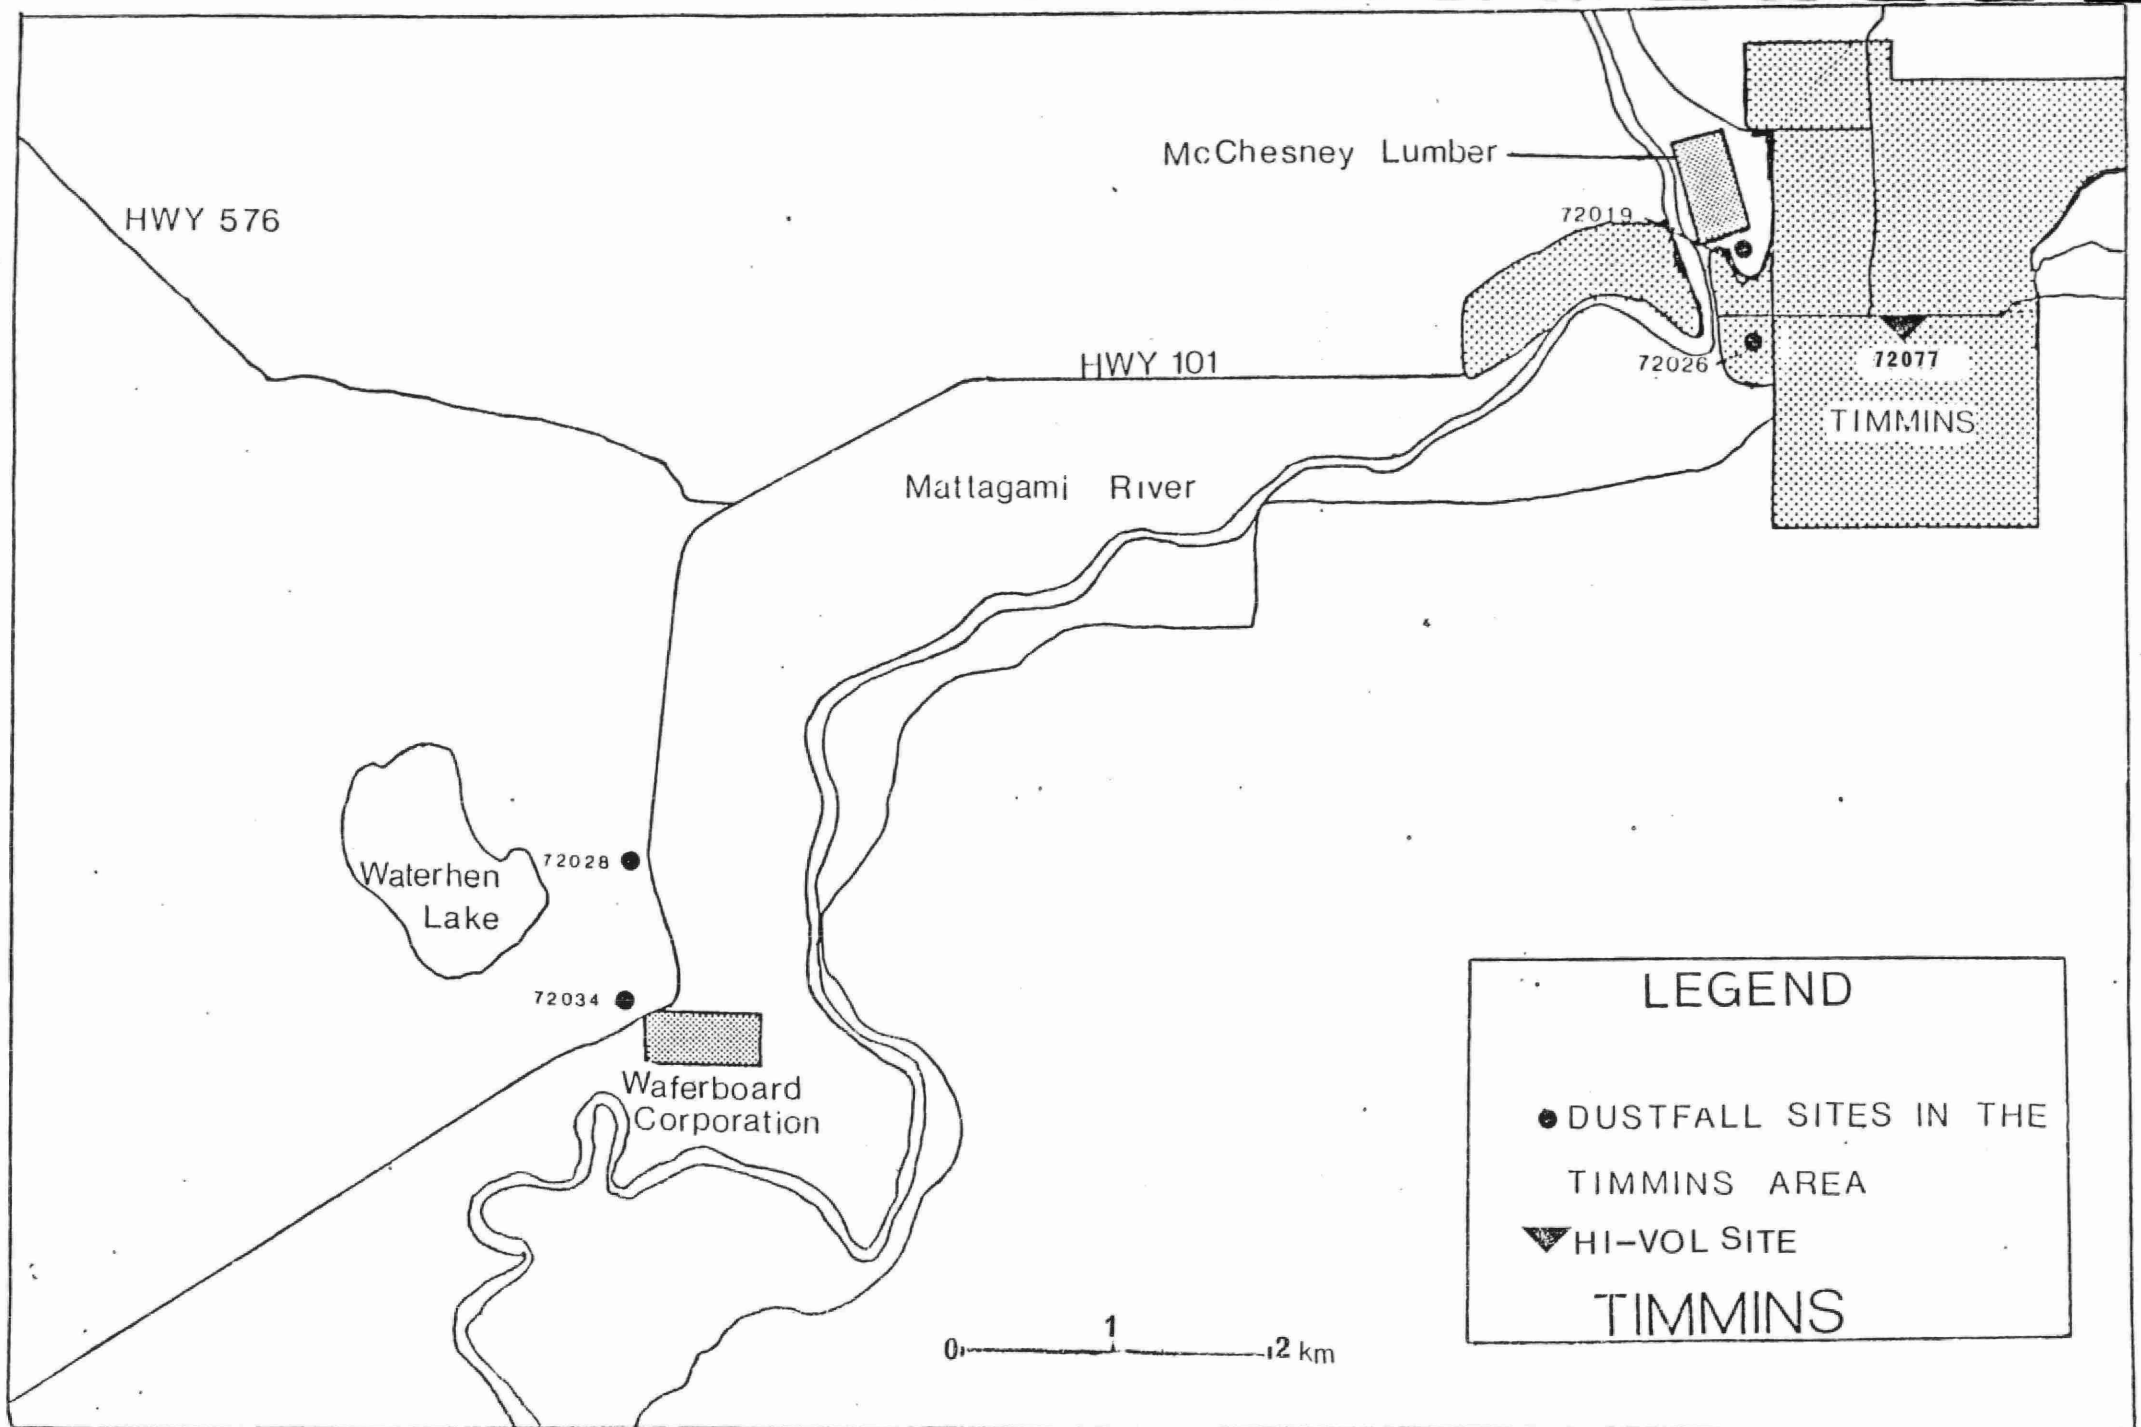 McChesney Lumber
HWY 576
72019
HWY 101
72026
72077
TIMMINS
Mattagami River
72028
Waterhen
Lake
72034
Waferboard
Corporation
LEGEND
DUSTFALL SITES IN THE
TIMMINS AREA
HI-VOL SITE
TIMMINS
0 1 2 km